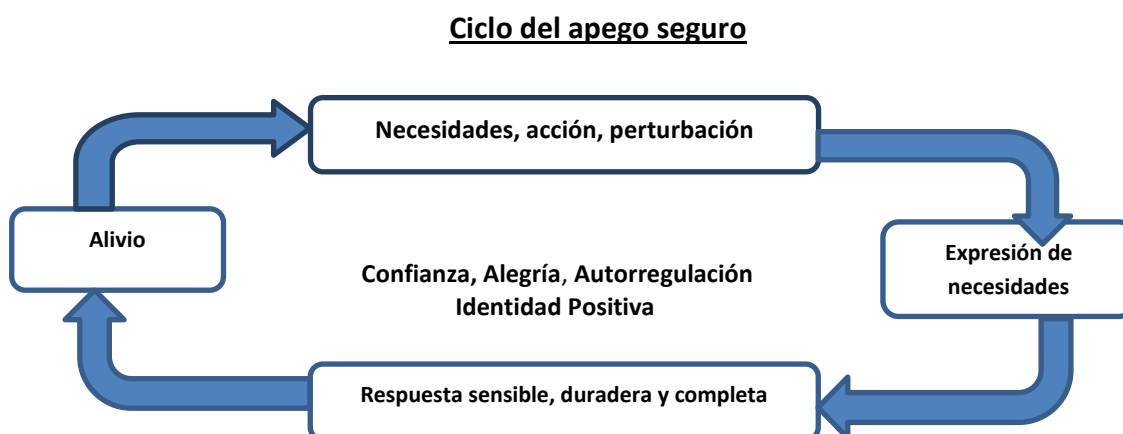 Ciclo del apego seguro
Necesidades, acción, perturbación
Alivio
Expresión de
necesidades
Confianza, Alegría, Autorregulación
Identidad Positiva
Respuesta sensible, duradera y completa